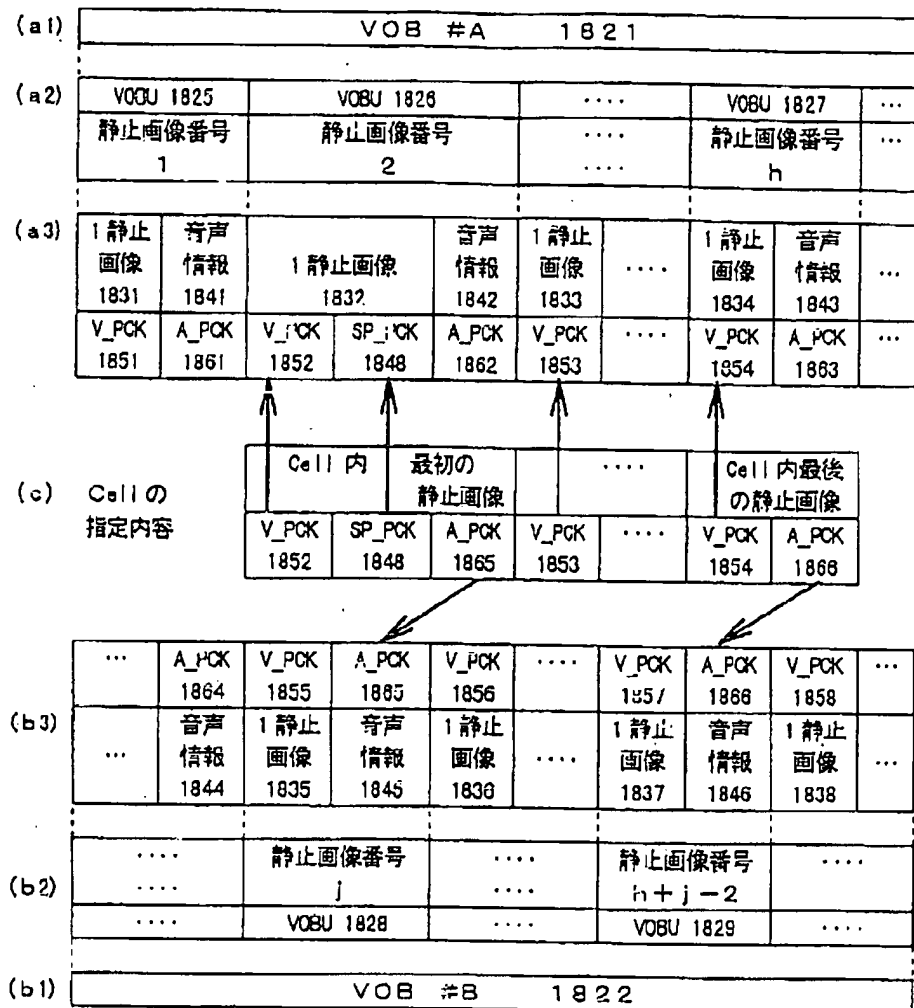 (a1) VOB #A 1821
(a2) VOBU 1825 VOBU 1826 ・・・・ VOBU 1827 ・・・
静止画像番号 静止画像番号 ・・・・ 静止画像番号 ・・・
1 2 ・・・・ h
(a3) 1静止 音声 音声 1静止 1静止 音声
画像 情報 1静止画像 情報 画像 ・・・・ 画像 情報 ・・・
1831 1841 1832 1842 1833 1834 1843
V_PCK A_PCK V_PCK SP_PCK A_PCK V_PCK ・・・・ V_PCK A_PCK ・・・
1851 1861 1852 1848 1862 1853 1854 1863
Cell内 最初の ・・・・ Cell内最後
静止画像 の静止画像
(c) Cellの
指定内容
V_PCK SP_PCK A_PCK V_PCK ・・・・ V_PCK A_PCK
1852 1848 1865 1853 1854 1866
・・・ A_PCK V_PCK A_PCK V_PCK ・・・・ V_PCK A_PCK V_PCK ・・・
1864 1855 1865 1856 1857 1866 1858
(b3) 音声 1静止 音声 1静止 1静止 音声 1静止
・・・ 情報 画像 情報 画像 ・・・・ 画像 情報 画像 ・・・
1844 1835 1845 1836 1837 1846 1838
(b2) ・・・・ 静止画像番号 ・・・・ 静止画像番号 ・・・・
・・・・ j ・・・・ h+j-2
・・・・ VOBU 1828 ・・・・ VOBU 1829 ・・・・
(b1) VOB #B 1822